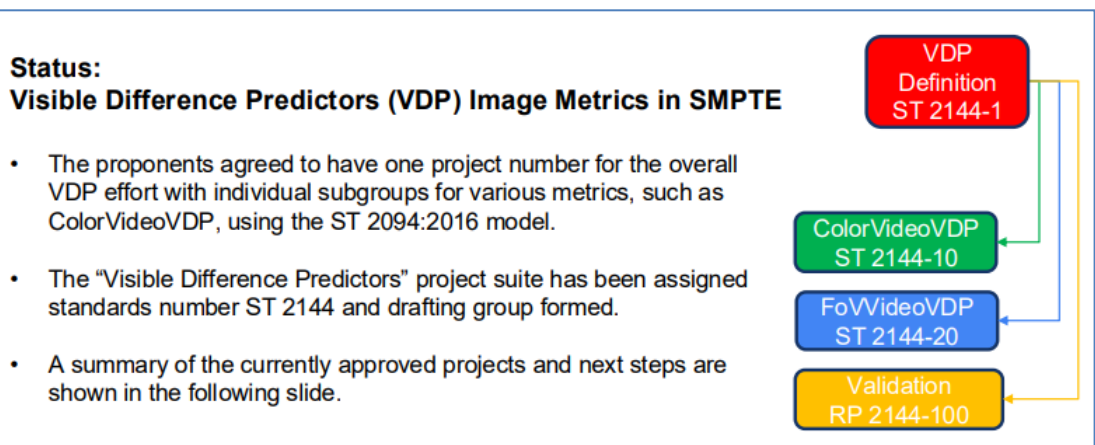 Status:
Visible Difference Predictors (VDP) Image Metrics in SMPTE
• The proponents agreed to have one project number for the overall
VDP effort with individual subgroups for various metrics, such as
ColorVideoVDP, using the ST 2094:2016 model.
• The “Visible Difference Predictors” project suite has been assigned
standards number ST 2144 and drafting group formed.
• A summary of the currently approved projects and next steps are
shown in the following slide.
VDP
Definition
ST 2144-1
ColorVideoVDP
ST 2144-10
FoVVideoVDP
ST 2144-20
Validation
RP 2144-100